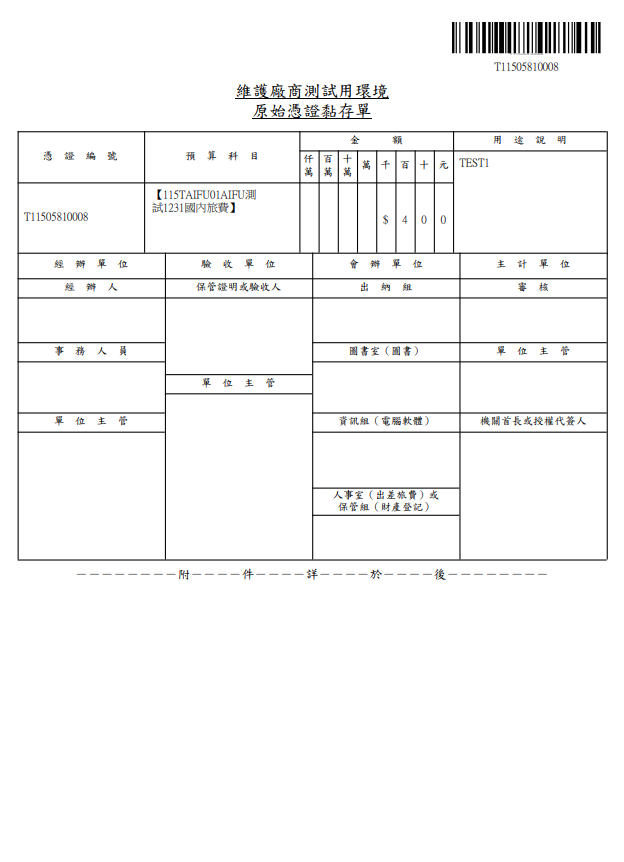 T11505810008
維護廠商測試用環境
原始憑證黏存單
憑 證 編 號
預 算 科 目
金 額
用 途 說 明
仟萬
百萬
十萬
萬
千
百
十
元
T11505810008
【115TAIFU01AIFU測
試1231國內旅費】
$ 4 0 0
TEST1
經 辦 單 位
驗 收 單 位
會 辦 單 位
主 計 單 位
經 辦 人
保管證明或驗收人
出 納 組
審 核
事 務 人 員
圖書室（圖書）
單 位 主 管
單 位 主 管
單 位 主 管
資訊組（電腦軟體）
機關首長或授權代簽人
人事室（出差旅費）或
保管組（財產登記）
－－－－－－－－附－－－－件－－－－詳－－－－於－－－－後－－－－－－－－